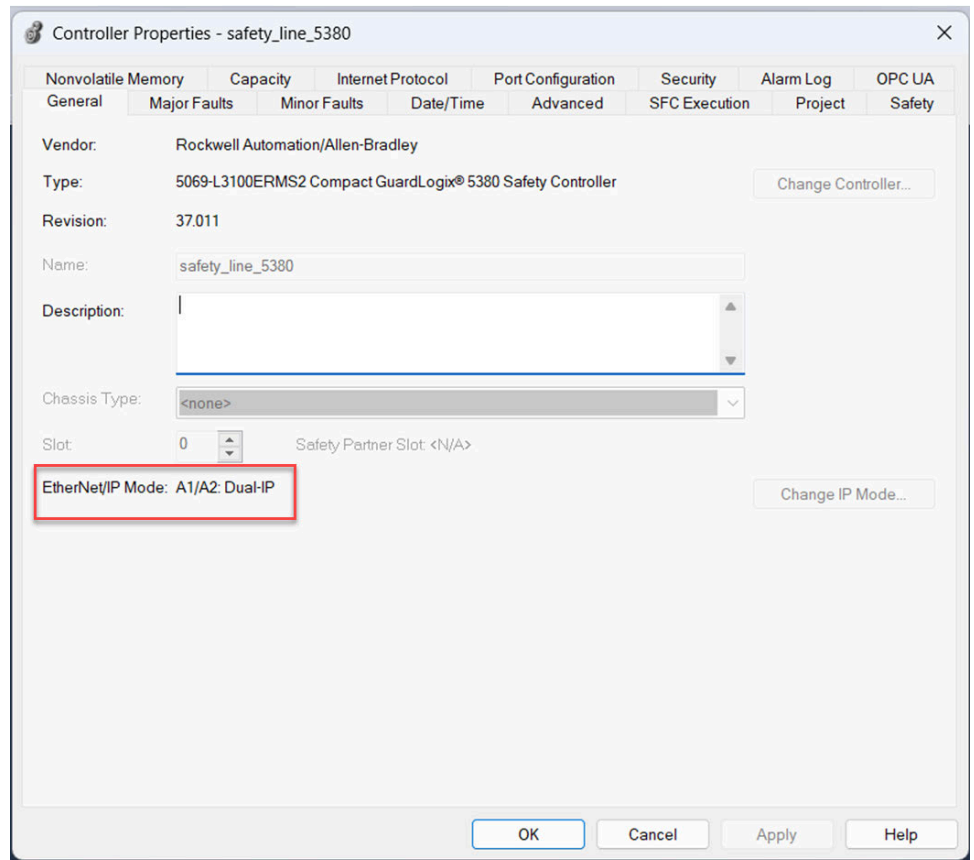 Controller Properties - safety_line_5380
Nonvolatile Memory Capacity Internet Protocol Port Configuration Security Alarm Log OPC UA
General Major Faults Minor Faults Date/Time Advanced SFC Execution Project Safety
Vendor: Rockwell Automation/Allen-Bradley
Type: 5069-L3100ERMS2 Compact GuardLogix® 5380 Safety Controller Change Controller...
Revision: 37.011
Name: safety_line_5380
Description:
Chassis Type: <none>
Slot: 0 Safety Partner Slot: <N/A>
EtherNet/IP Mode: A1/A2: Dual-IP Change IP Mode...
OK Cancel Apply Help